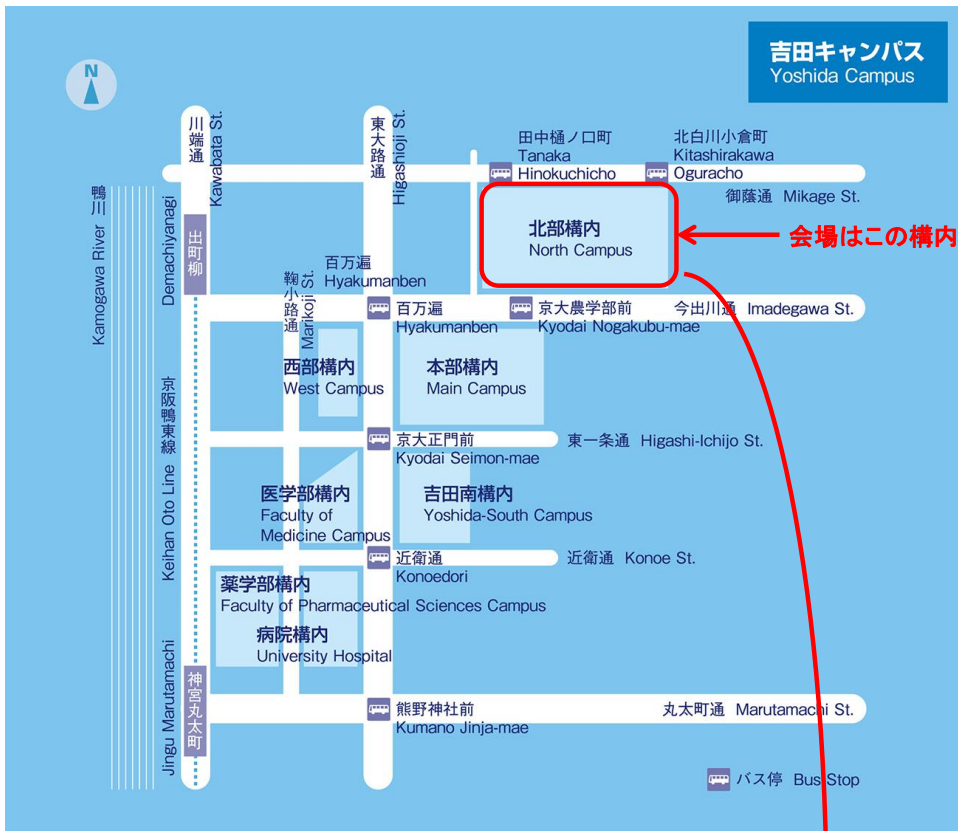 吉田キャンパス
Yoshida Campus
N
川端通
Kawabata St.
東大路通
Higashioji St.
田中樋ノ口町
Tanaka
Hinokuchicho
北白川小倉町
Kitashirakawa
Oguracho
御蔭通 Mikage St.
鴨川
Kamogawa River
Demachiyanagi
出町柳
北部構内
North Campus
会場はこの構内
百万遍
Hyakumanben
鞠小路通
Marikoji St.
百万遍
Hyakumanben
京大農学部前
Kyodai Nogakubu-mae
今出川通 Imadegawa St.
西部構内
West Campus
本部構内
Main Campus
京阪鴨東線
Keihan Oto Line
京大正門前
Kyodai Seimon-mae
東一条通 Higashi-Ichijo St.
医学部構内
Faculty of
Medicine Campus
吉田南構内
Yoshida-South Campus
近衛通
Konoedori
近衛通 Konoe St.
薬学部構内
Faculty of Pharmaceutical Sciences Campus
病院構内
University Hospital
Jingu Marutamachi
神宮丸太町
熊野神社前
Kumano Jinja-mae
丸太町通 Marutamachi St.
バス停 Bus Stop